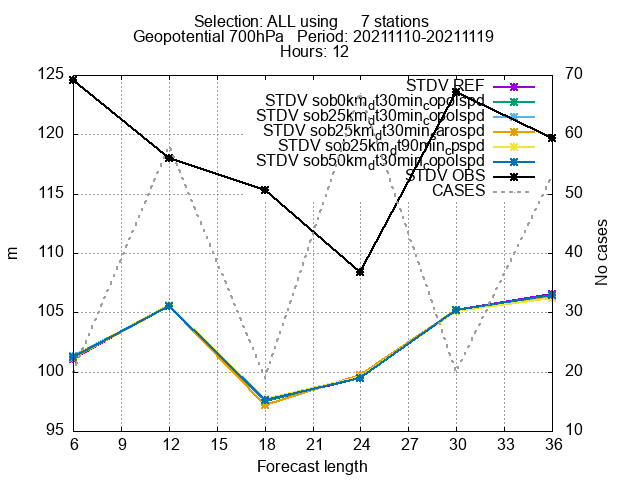 Selection: ALL using 7 stations
Geopotential 700hPa Period: 20211110-20211119
Hours: 12
125
120
115
110
105
100
95
m
70
60
50
40
30
20
10
No cases
STDV REF
STDV sob0km_dt30min_copolspd
STDV sob25km_dt30min_copolspd
STDV sob25km_dt30min_sarospd
STDV sob25km_dt90min_cpspd
STDV sob50km_dt30min_copolspd
STDV OBS
CASES
6 9 12 15 18 21 24 27 30 33 36
Forecast length